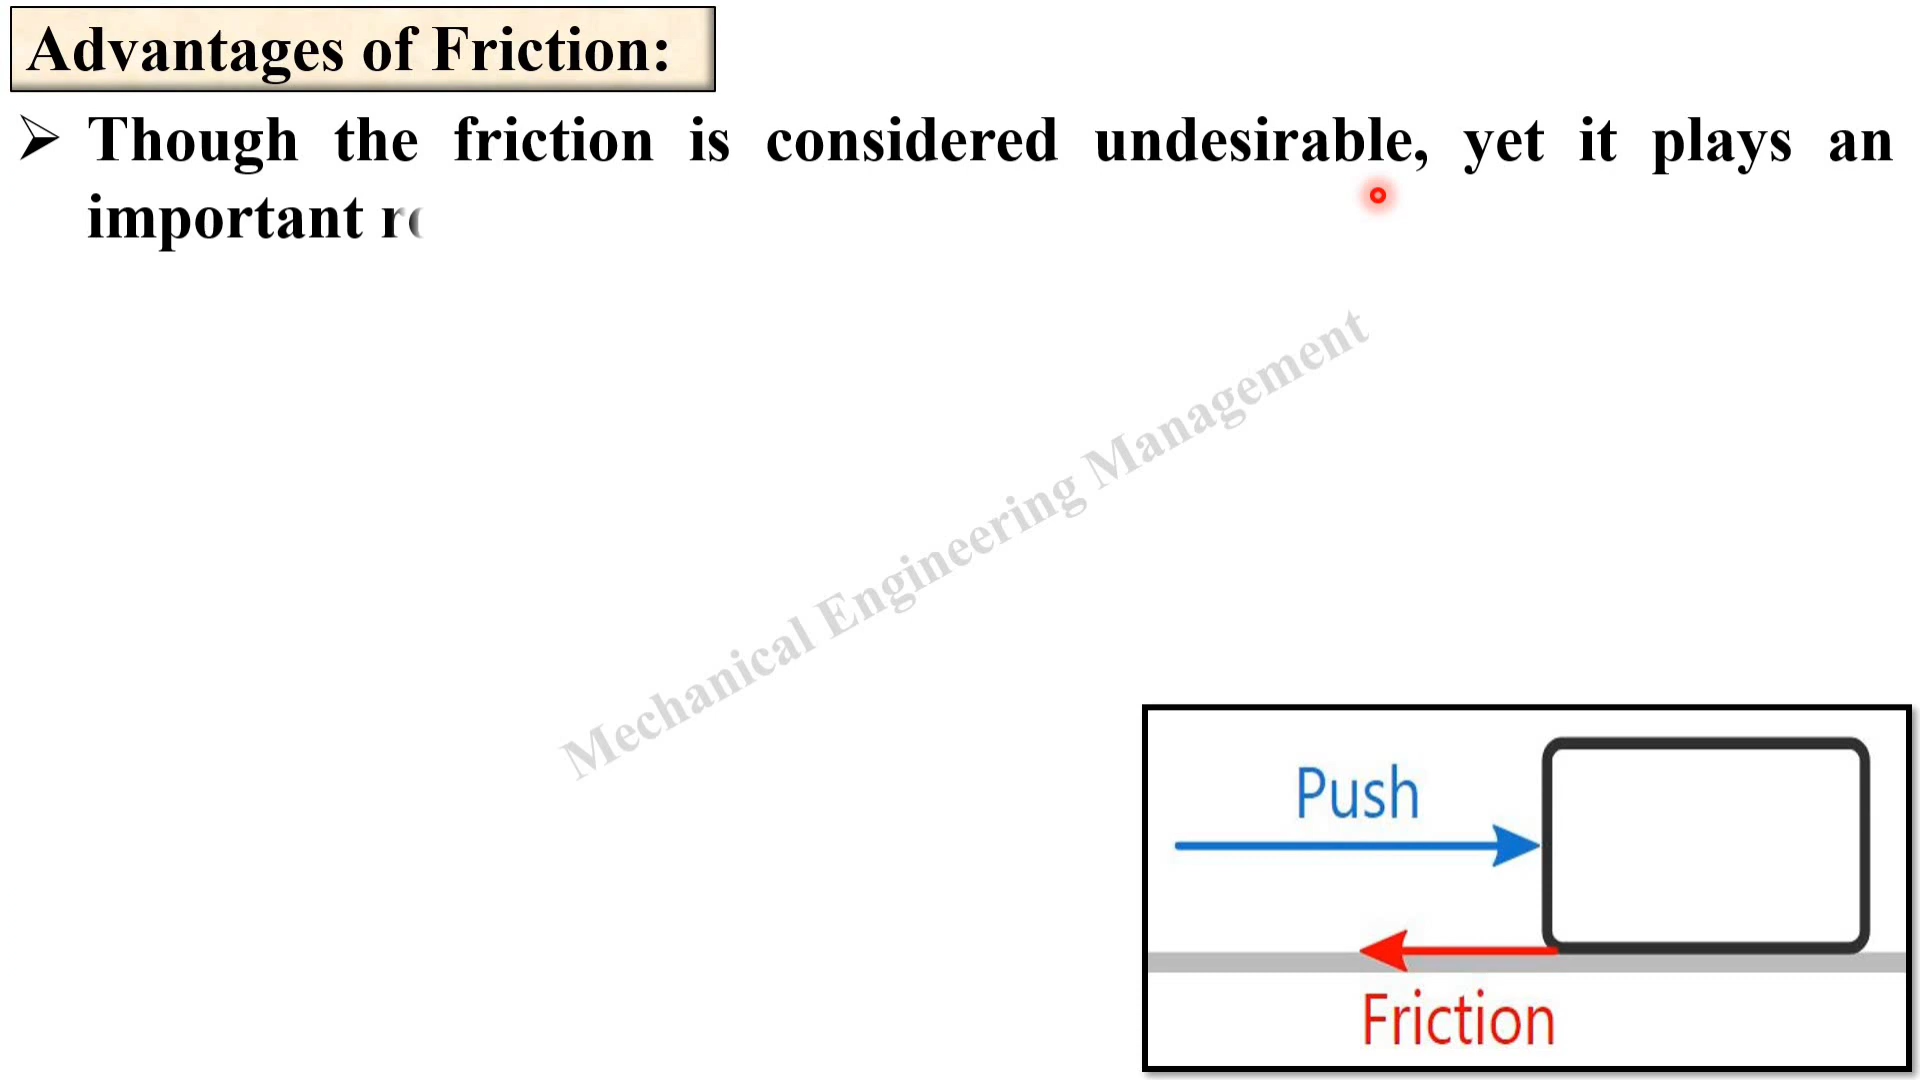 Advantages of Friction:
Though the friction is considered undesirable, yet it plays an
important
Mechanical Engineering Management
Push
Friction